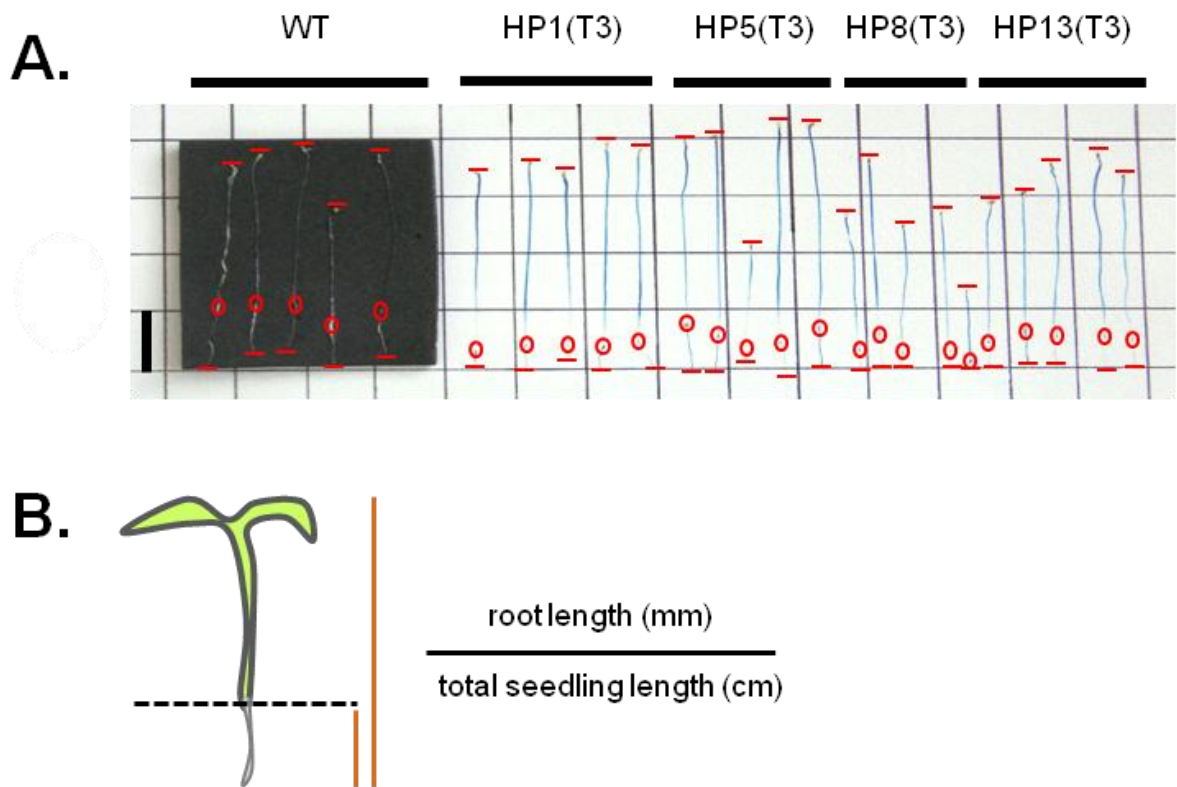 WT HP1(T3) HP5(T3) HP8(T3) HP13(T3)
A.
B.
root length (mm)
total seedling length (cm)